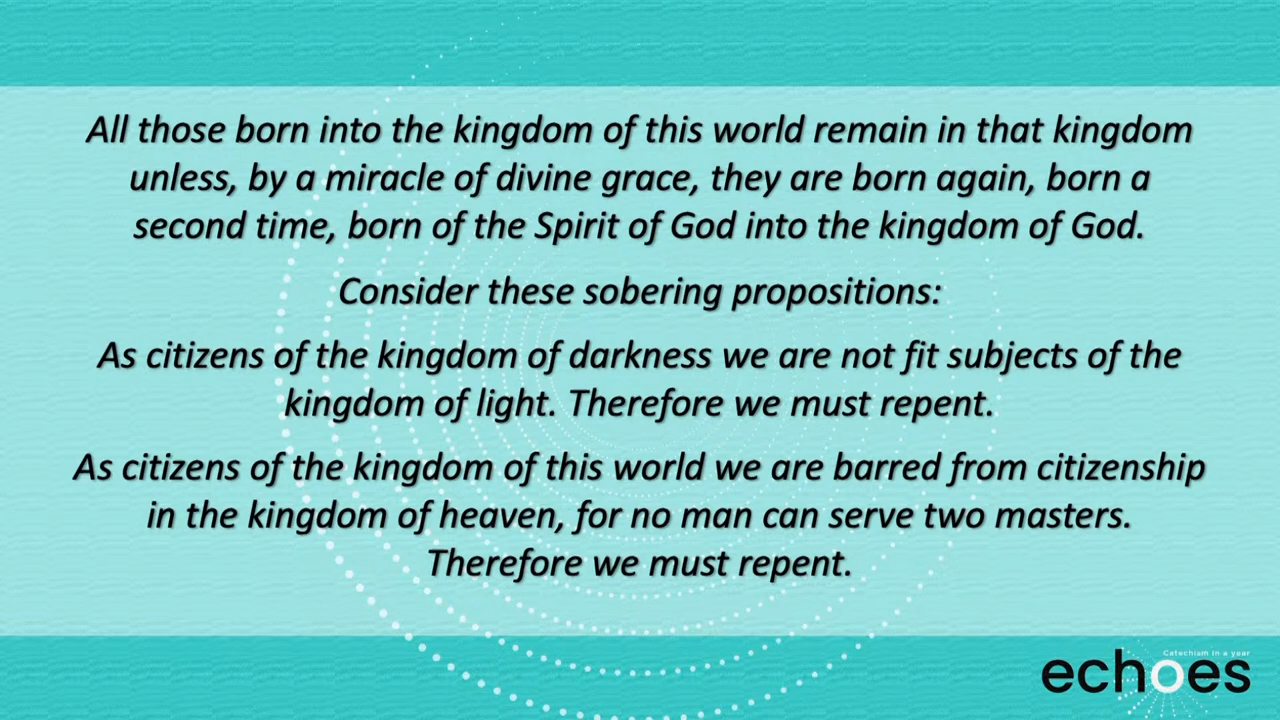 All those born into the kingdom of this world remain in that kingdom
unless, by a miracle of divine grace, they are born again, born a
second time, born of the Spirit of God into the kingdom of God.
Consider these sobering propositions:
As citizens of the kingdom of darkness we are not fit subjects of the
kingdom of light. Therefore we must repent.
As citizens of the kingdom of this world we are barred from citizenship
in the kingdom of heaven, for no man can serve two masters.
Therefore we must repent.
Catechism in a year
echoes